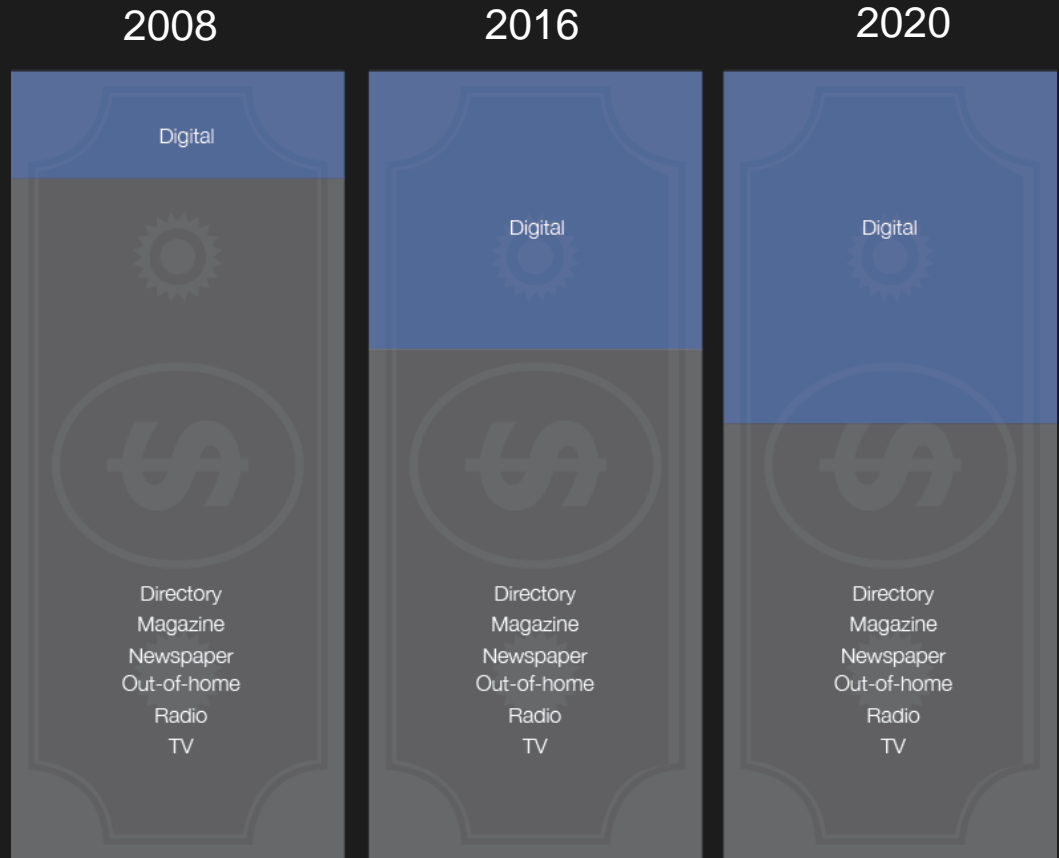 2008
Digital
Directory
Magazine
Newspaper
Out-of-home
Radio
TV
2016
Digital
Directory
Magazine
Newspaper
Out-of-home
Radio
TV
2020
Digital
Directory
Magazine
Newspaper
Out-of-home
Radio
TV